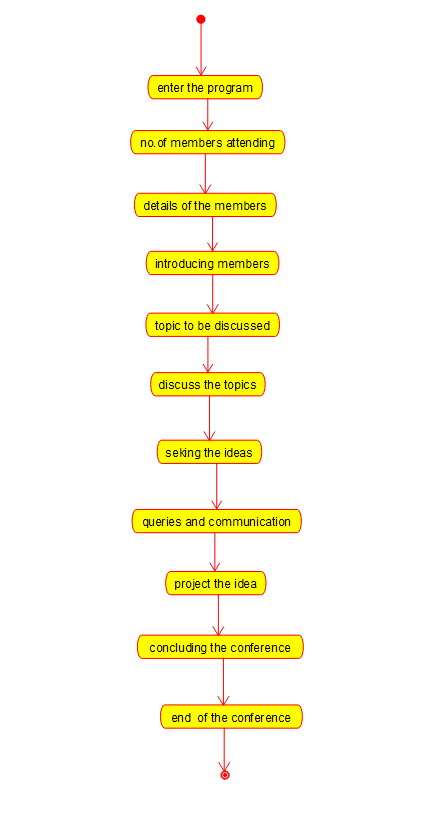 enter the program
no.of members attending
details of the members
introducing members
topic to be discussed
discuss the topics
seking the ideas
queries and communication
project the idea
concluding the conference
end of the conference